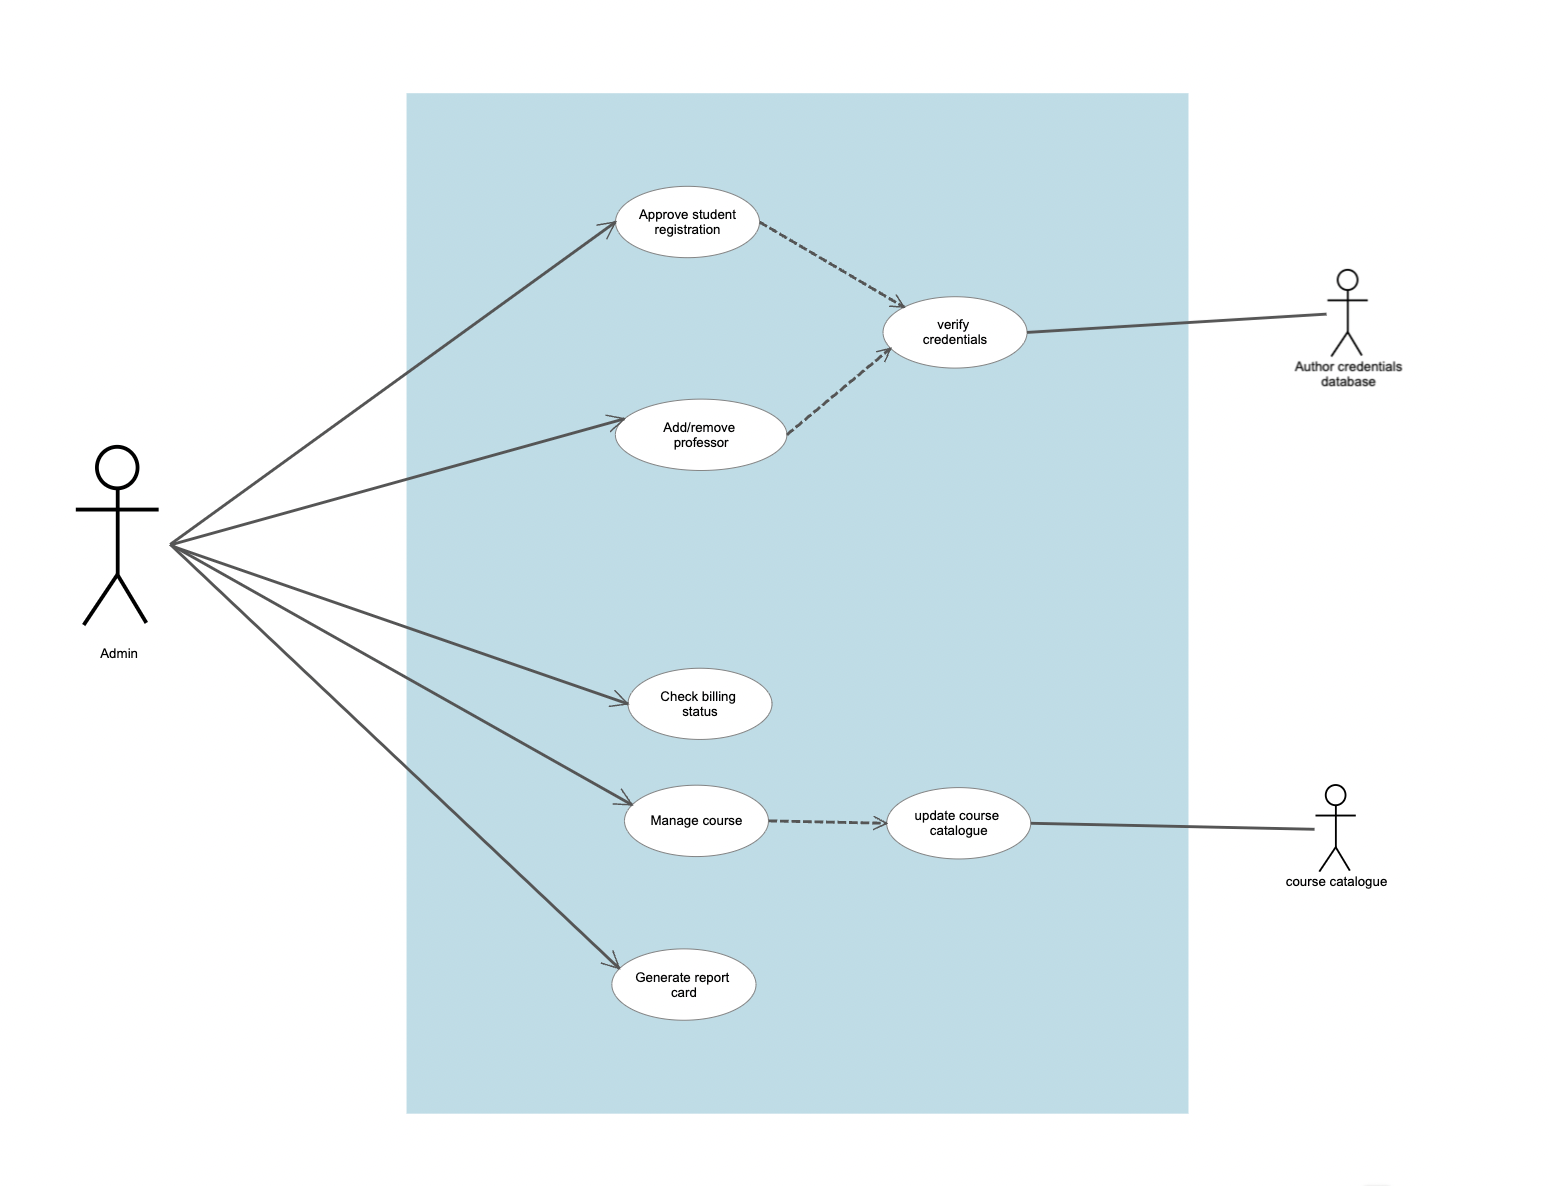 Approve student
registration
verify
credentials
Author credentials
database
Add/remove
professor
Admin
Check billing
status
Manage course
update course
catalogue
course catalogue
Generate report
card